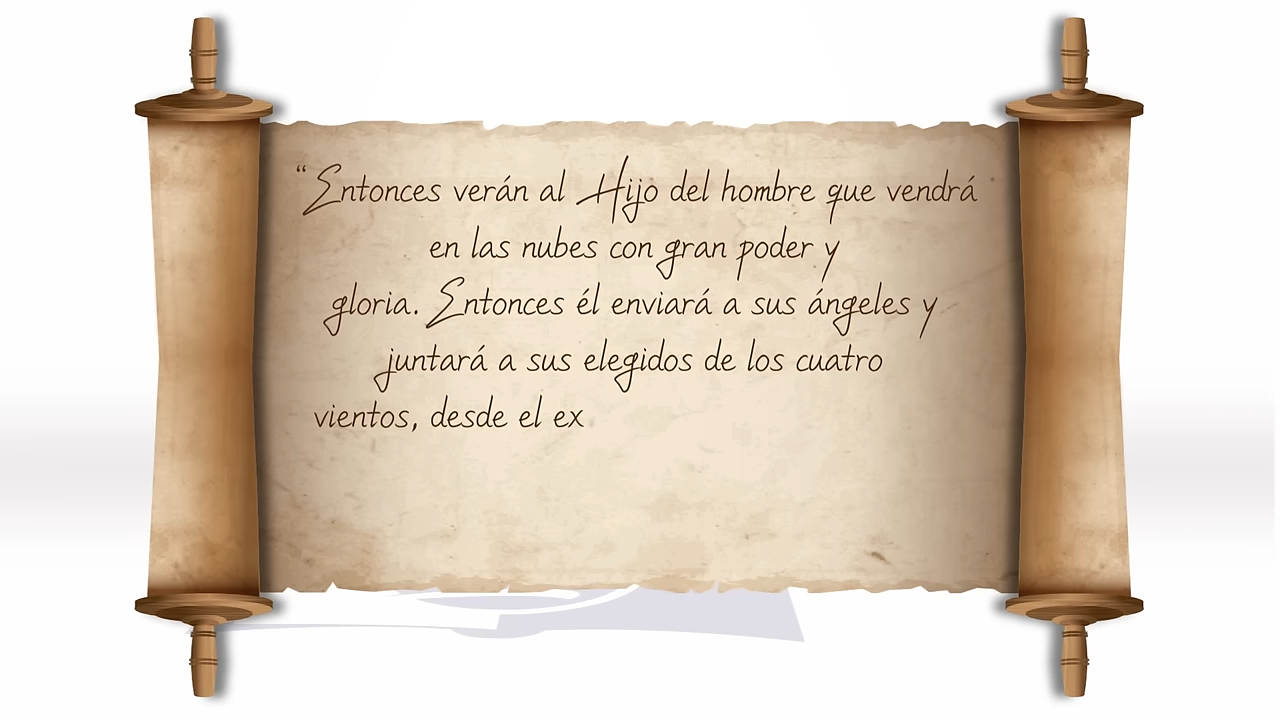 “Entonces verán al Hijo del hombre que vendrá
en las nubes con gran poder y
gloria. Entonces él enviará a sus ángeles y
juntará a sus elegidos de los cuatro
vientos, desde el ex